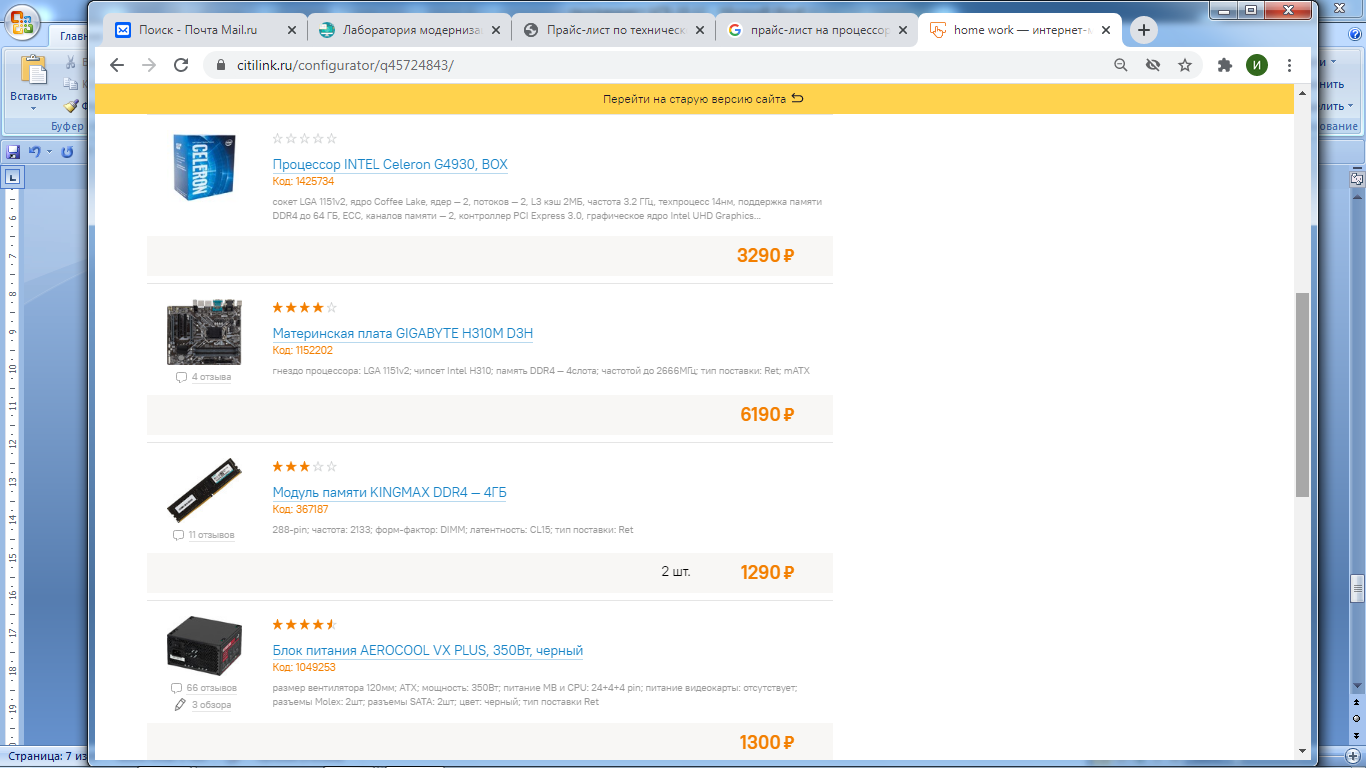 Поиск - Почта Mail.ru
Лаборатория модерниза
Прайс-лист по техническ
прайс-лист на процессор
home work — интернет-
citilink.ru/configurator/q45724843/
И
Главн
Вставить
Буфер
Перейти на старую версию сайта
CELERON
Процессор INTEL Celeron G4930, BOX
Код: 1425734
сокет LGA 1151v2, ядро Coffee Lake, ядер — 2, потоков — 2, L3 кэш 2МБ, частота 3.2 ГГц, техпроцесс 14нм, поддержка памяти
DDR4 до 64 ГБ, ECC, каналов памяти — 2, контроллер PCI Express 3.0, графическое ядро Intel UHD Graphics...
3290 ₽
Материнская плата GIGABYTE H310M D3H
Код: 1152202
4 отзыва
гнездо процессора: LGA 1151v2; чипсет Intel H310; память DDR4 — 4слота; частотой до 2666МГц; тип поставки: Ret; mATX
6190 ₽
Модуль памяти KINGMAX DDR4 — 4ГБ
Код: 367187
11 отзывов
288-pin; частота: 2133; форм-фактор: DIMM; латентность: CL15; тип поставки: Ret
2 шт. 1290 ₽
Блок питания AEROCOOL VX PLUS, 350Вт, черный
Код: 1049253
66 отзывов
3 обзора
размер вентилятора 120мм; ATX; мощность: 350Вт; питание MB и CPU: 24+4+4 pin; питание видеокарты: отсутствует;
разъемы Molex: 2шт; разъемы SATA: 2шт; цвет: черный; тип поставки Ret
1300 ₽
Страница: 7 из